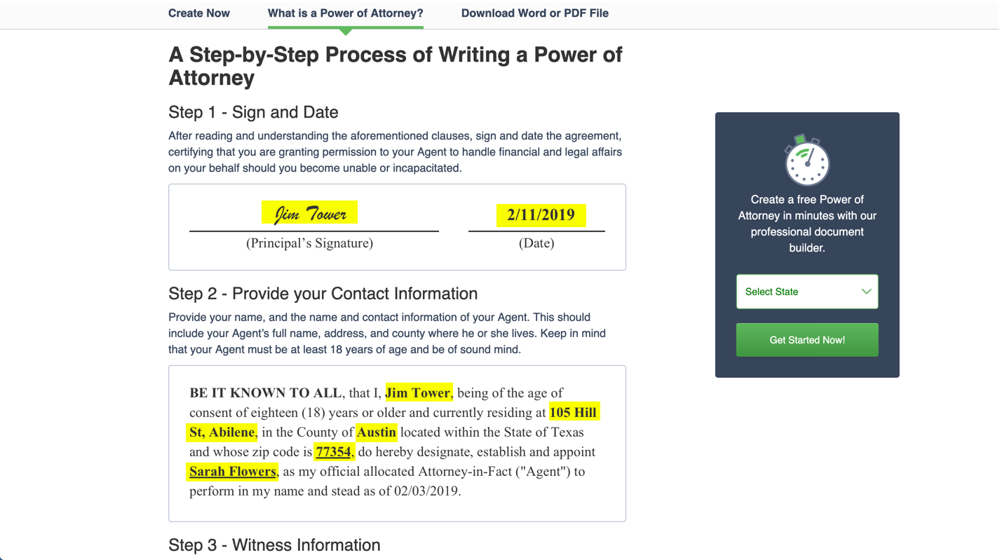 Create Now
What is a Power of Attorney?
Download Word or PDF File
A Step-by-Step Process of Writing a Power of
Attorney
Step 1 - Sign and Date
After reading and understanding the aforementioned clauses, sign and date the agreement,
certifying that you are granting permission to your Agent to handle financial and legal affairs
on your behalf should you become unable or incapacitated.
Jim Tower
2/11/2019
(Principal’s Signature)
(Date)
Step 2 - Provide your Contact Information
Provide your name, and the name and contact information of your Agent. This should
include your Agent’s full name, address, and county where he or she lives. Keep in mind
that your Agent must be at least 18 years of age and be of sound mind.
BE IT KNOWN TO ALL, that I, Jim Tower, being of the age of
consent of eighteen (18) years or older and currently residing at 105 Hill
St, Abilene, in the County of Austin located within the State of Texas
and whose zip code is 77354, do hereby designate, establish and appoint
Sarah Flowers, as my official allocated Attorney-in-Fact ("Agent") to
perform in my name and stead as of 02/03/2019.
Step 3 - Witness Information
Create a free Power of
Attorney in minutes with our
professional document
builder.
Select State
Get Started Now!